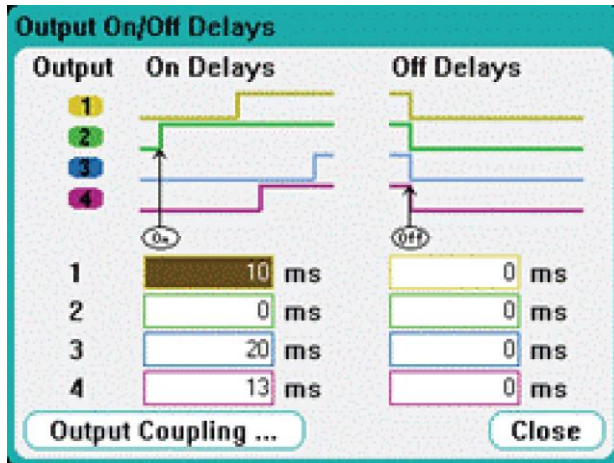 Output On/Off Delays
Output On Delays Off Delays
1
2
3
4
On Off
1 10 ms 0 ms
2 0 ms 0 ms
3 20 ms 0 ms
4 13 ms 0 ms
Output Coupling ... Close